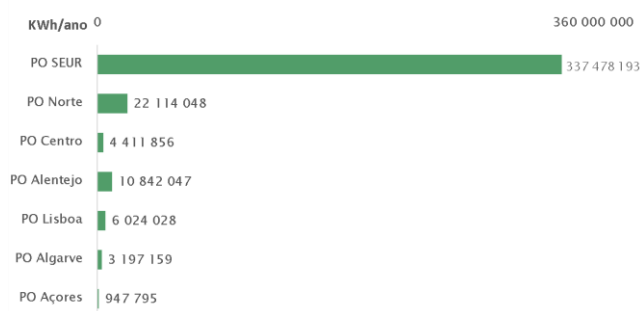 KWh/ano 0 360 000 000
PO SEUR 337 478 193
PO Norte 22 114 048
PO Centro 4 411 856
PO Alentejo 10 842 047
PO Lisboa 6 024 028
PO Algarve 3 197 159
PO Açores 947 795